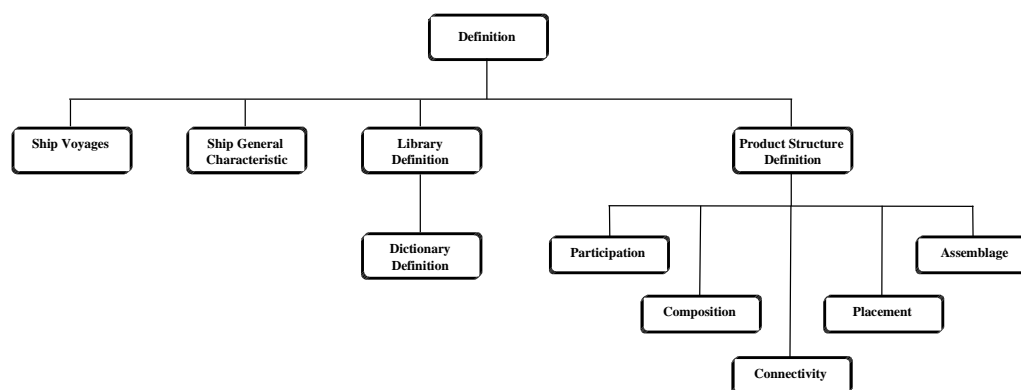 Definition
Ship Voyages
Ship General
Characteristic
Library
Definition
Product Structure
Definition
Dictionary
Definition
Participation
Assemblage
Composition
Placement
Connectivity